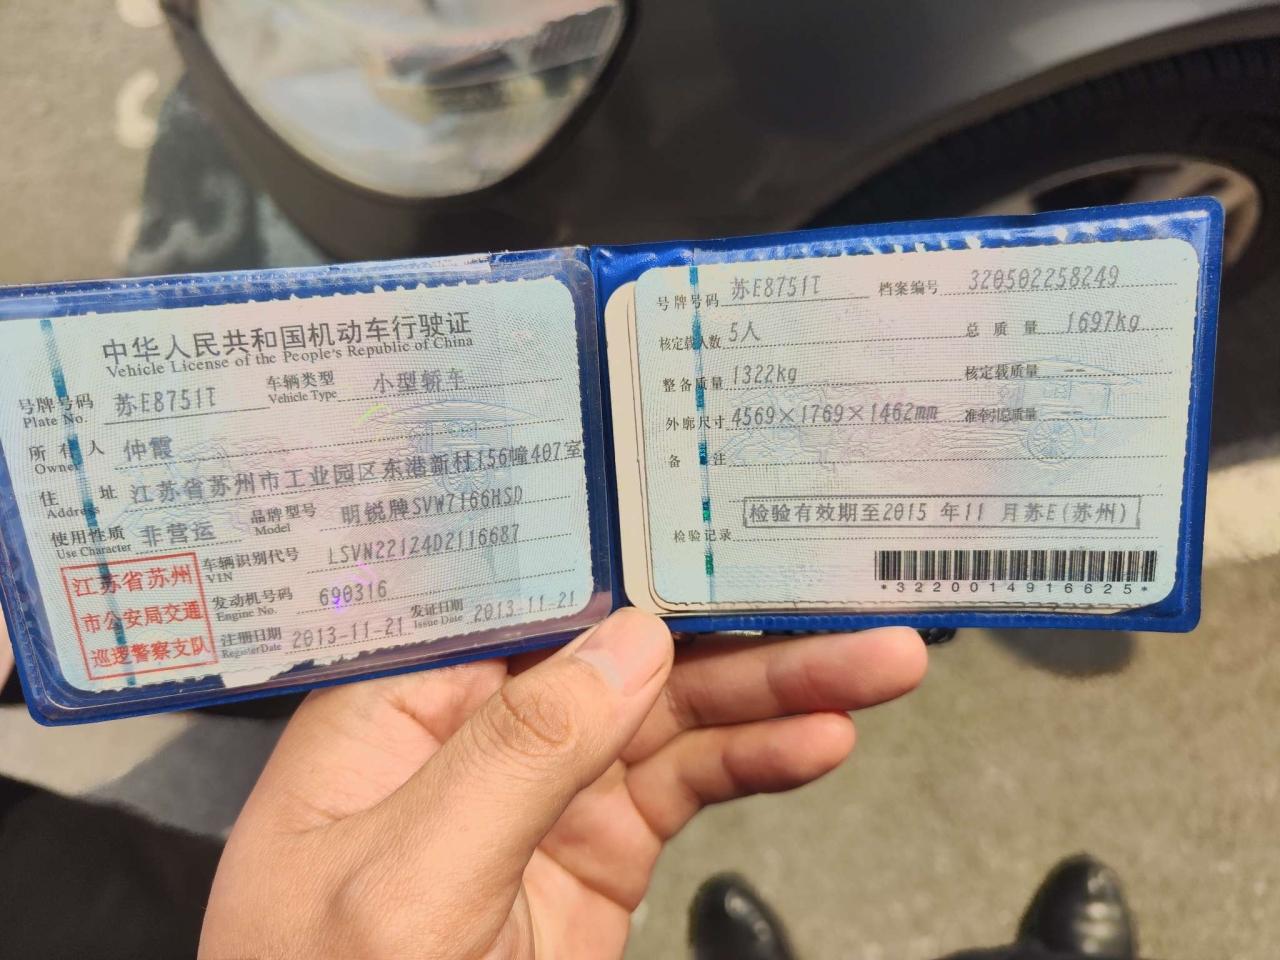 中华人民共和国机动车行驶证
Vehicle License of the People's Republic of China
号牌号码 苏E8751T 车辆类型 小型轿车
Plate No. Vehicle Type
所有人 仲霞
Owner
住址 江苏省苏州市工业园区东港新村156幢407室
Address
使用性质 非营运 品牌型号 明锐牌SVW7166HSD
Use Character Model
江苏省苏州
市公安局交通
巡逻警察支队
车辆识别代号 LSVN22124D2116687
VIN
发动机号码 690316
Engine No.
注册日期 2013-11-21 发证日期 2013-11-21
Register Date Issue Date
号牌号码 苏E8751T 档案编号 320502258249
核定载人数 5人 总质量 1697kg
整备质量 1322kg 核定载质量 --
外廓尺寸 4569×1769×1462mm 准牵引总质量 --
备注
检验记录 检验有效期至2015年11月苏E(苏州)
*3220014916625*